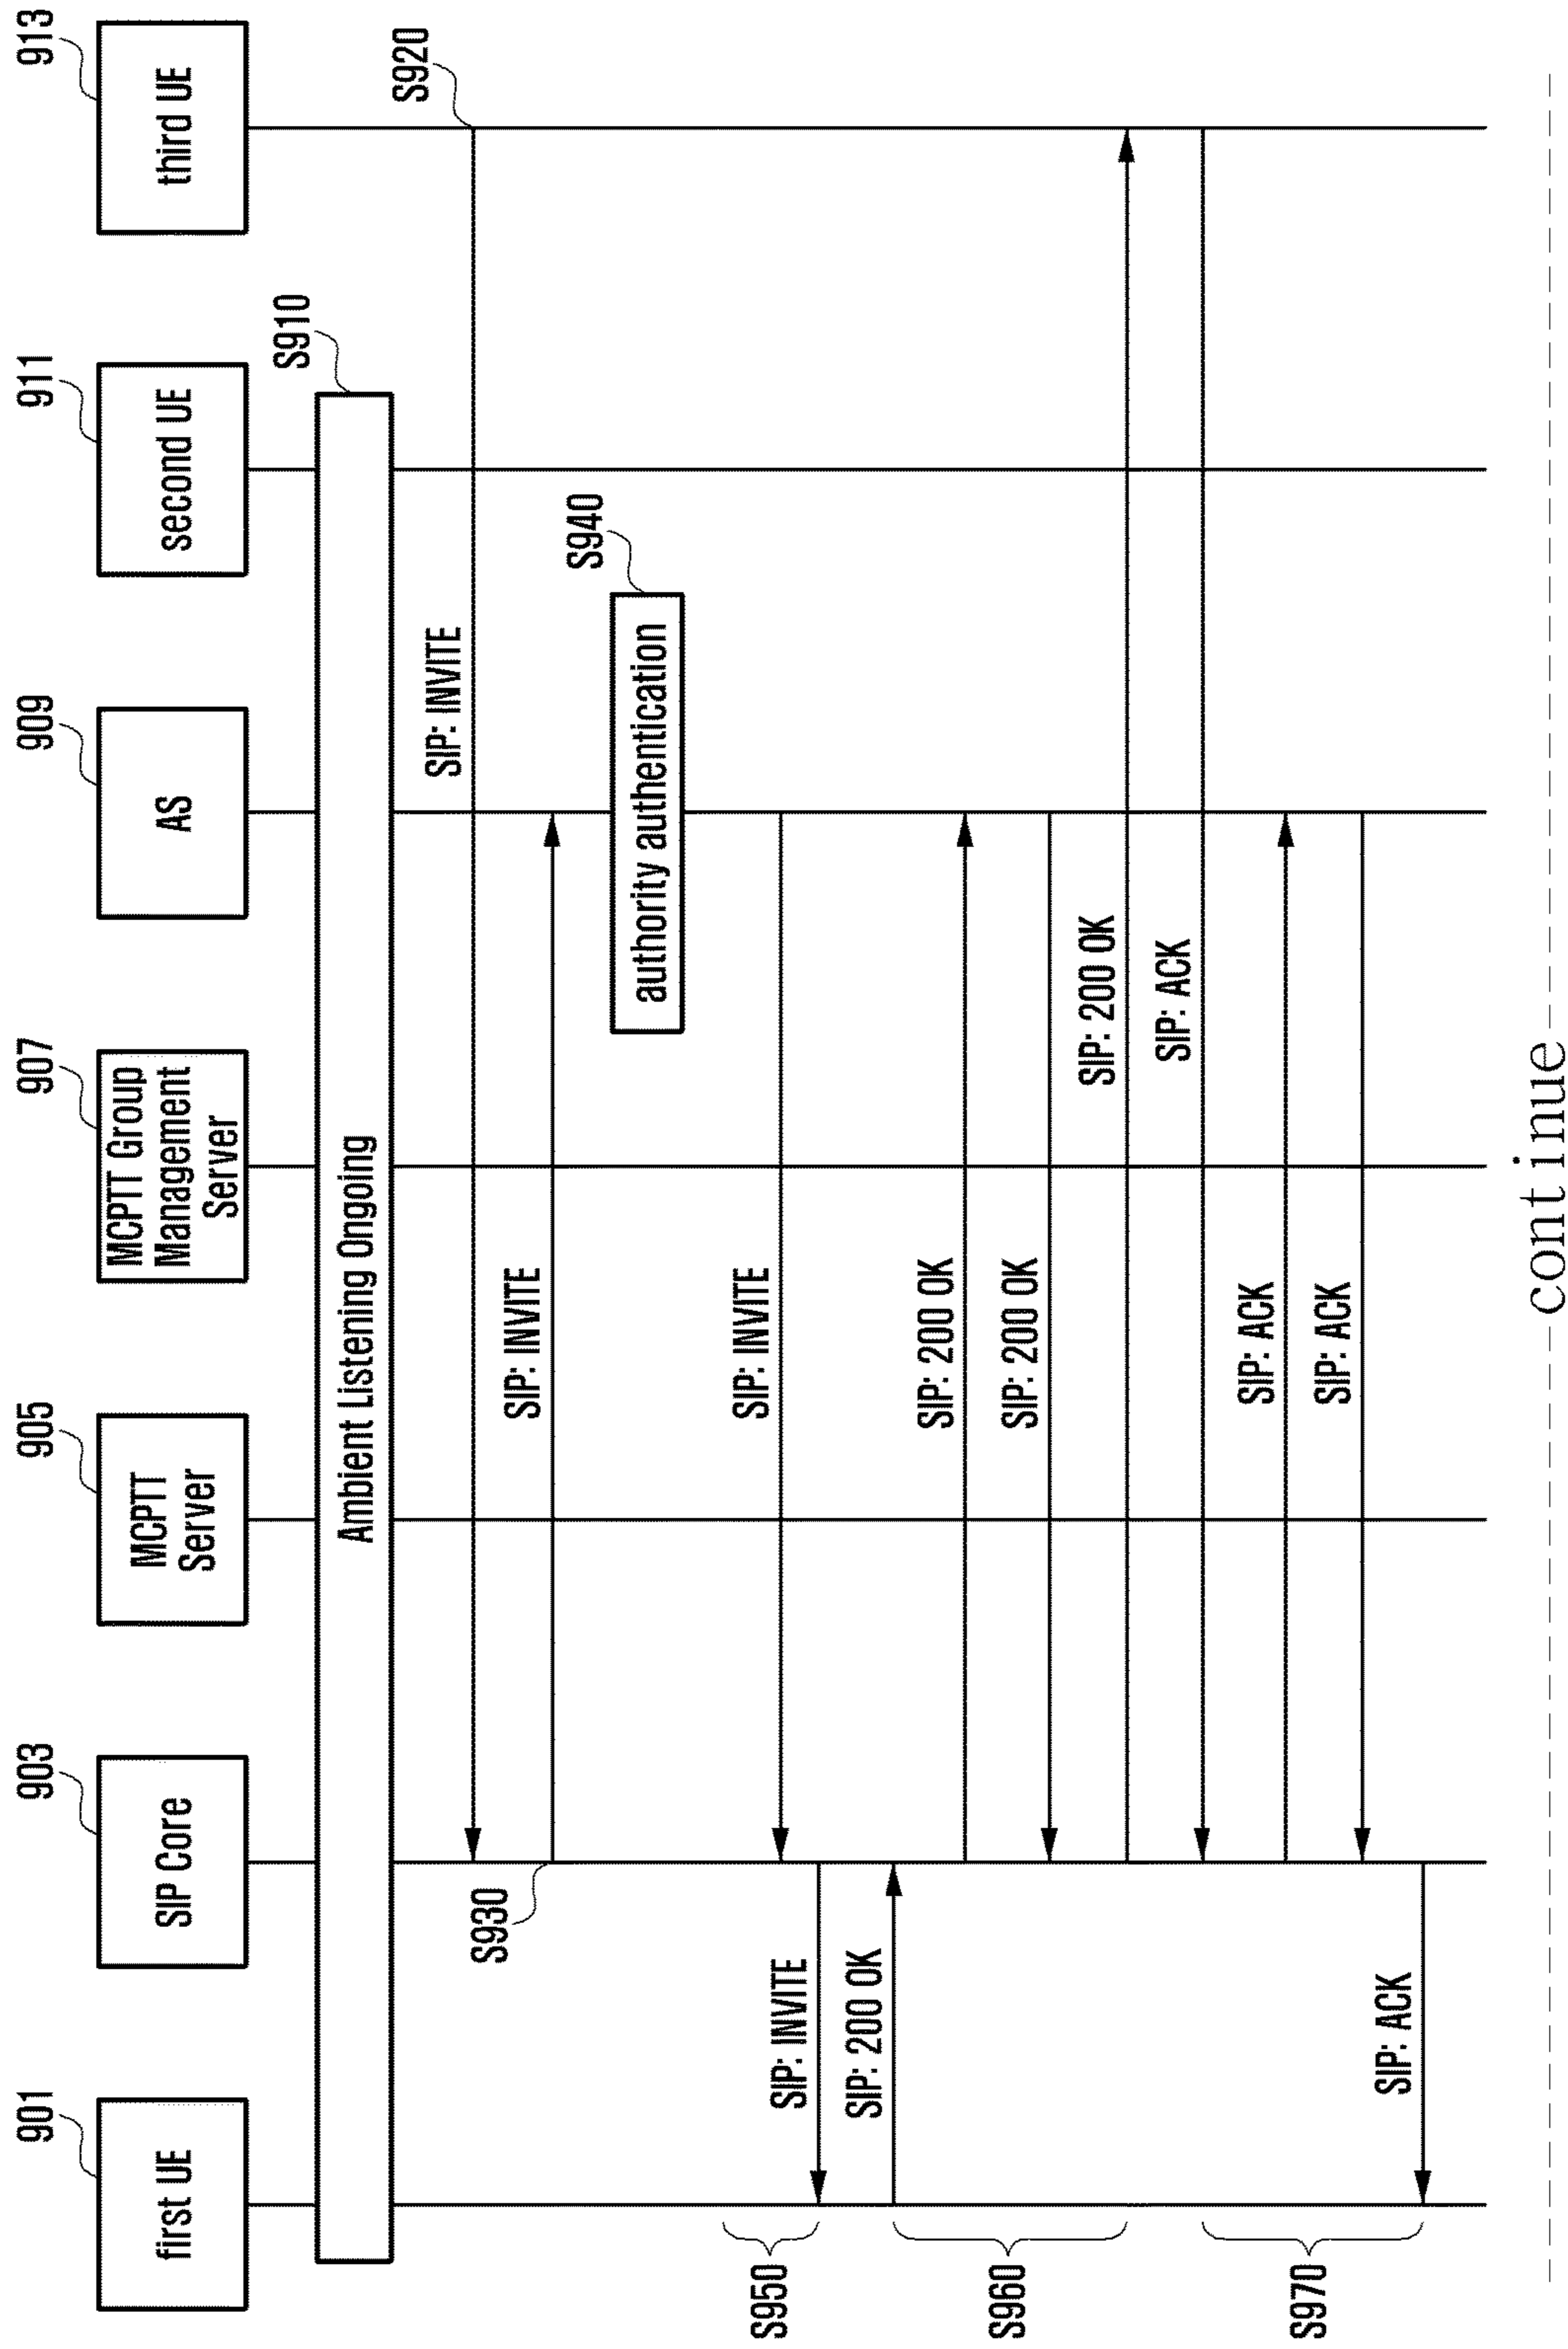 901
903
905
907
909
911
913
first UE
SIP Core
MCPTT
Server
MCPTT Group
Management
Server
AS
second UE
third UE
S910
Ambient Listening Ongoing
S920
SIP: INVITE
S930
SIP: INVITE
S940
authority authentication
S950
SIP: INVITE
SIP: INVITE
S960
SIP: 200 OK
SIP: 200 OK
SIP: 200 OK
SIP: 200 OK
S970
SIP: ACK
SIP: ACK
SIP: ACK
SIP: ACK
continue